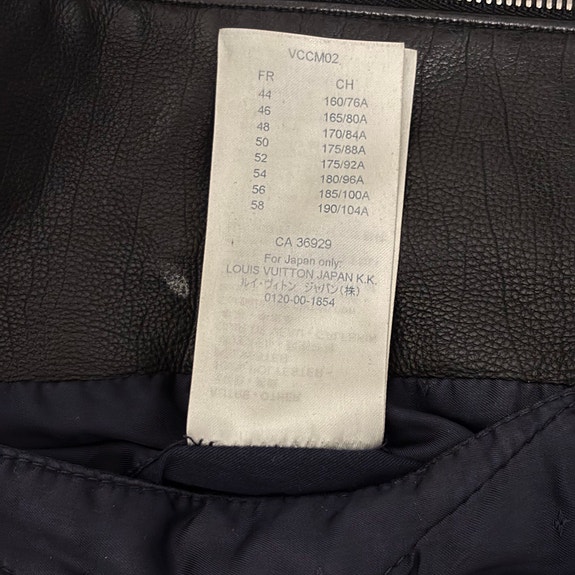 VCCM02
FR CH
44 160/76A
46 165/80A
48 170/84A
50 175/88A
52 175/92A
54 180/96A
56 185/100A
58 190/104A
CA 36929
For Japan only:
LOUIS VUITTON JAPAN K.K.
ルイ・ヴィトン ジャパン(株)
0120-00-1854